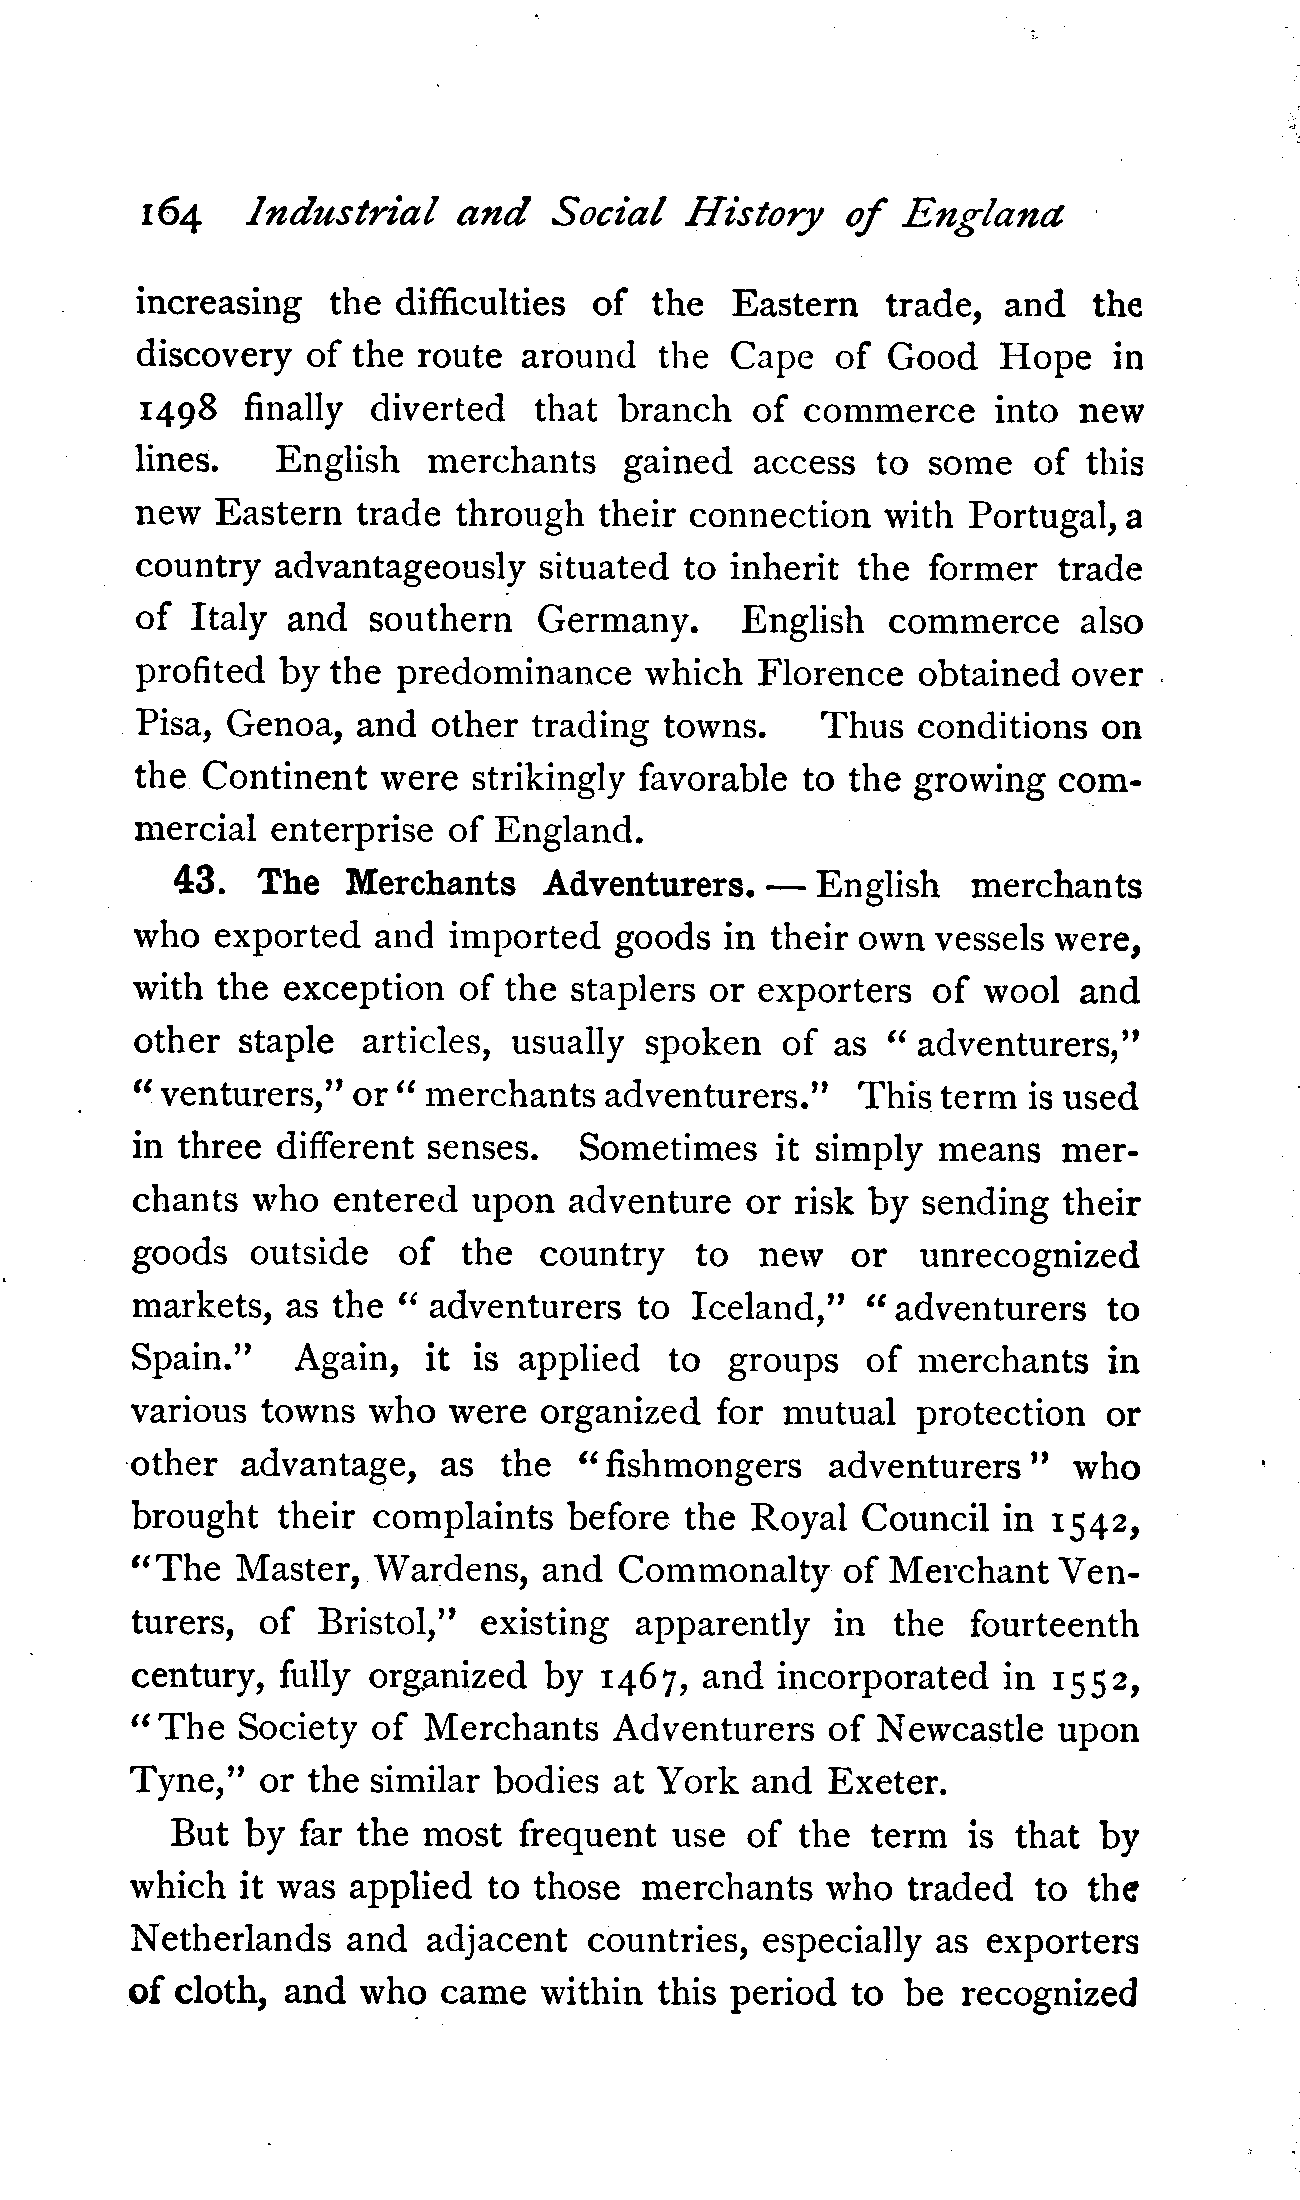 164 Industrial and Social History of England
increasing the difficulties of the Eastern trade, and the
discovery of the route around the Cape of Good Hope in
1498 finally diverted that branch of commerce into new
lines. English merchants gained access to some of this
new Eastern trade through their connection with Portugal, a
country advantageously situated to inherit the former trade
of Italy and southern Germany. English commerce also
profited by the predominance which Florence obtained over
Pisa, Genoa, and other trading towns. Thus conditions on
the Continent were strikingly favorable to the growing com-
mercial enterprise of England.
43. The Merchants Adventurers. — English merchants
who exported and imported goods in their own vessels were,
with the exception of the staplers or exporters of wool and
other staple articles, usually spoken of as "adventurers,"
"venturers," or "merchants adventurers." This term is used
in three different senses. Sometimes it simply means mer-
chants who entered upon adventure or risk by sending their
goods outside of the country to new or unrecognized
markets, as the "adventurers to Iceland," "adventurers to
Spain." Again, it is applied to groups of merchants in
various towns who were organized for mutual protection or
other advantage, as the "fishmongers adventurers" who
brought their complaints before the Royal Council in 1542,
"The Master, Wardens, and Commonalty of Merchant Ven-
turers, of Bristol," existing apparently in the fourteenth
century, fully organized by 1467, and incorporated in 1552,
"The Society of Merchants Adventurers of Newcastle upon
Tyne," or the similar bodies at York and Exeter.
But by far the most frequent use of the term is that by
which it was applied to those merchants who traded to the
Netherlands and adjacent countries, especially as exporters
of cloth, and who came within this period to be recognized